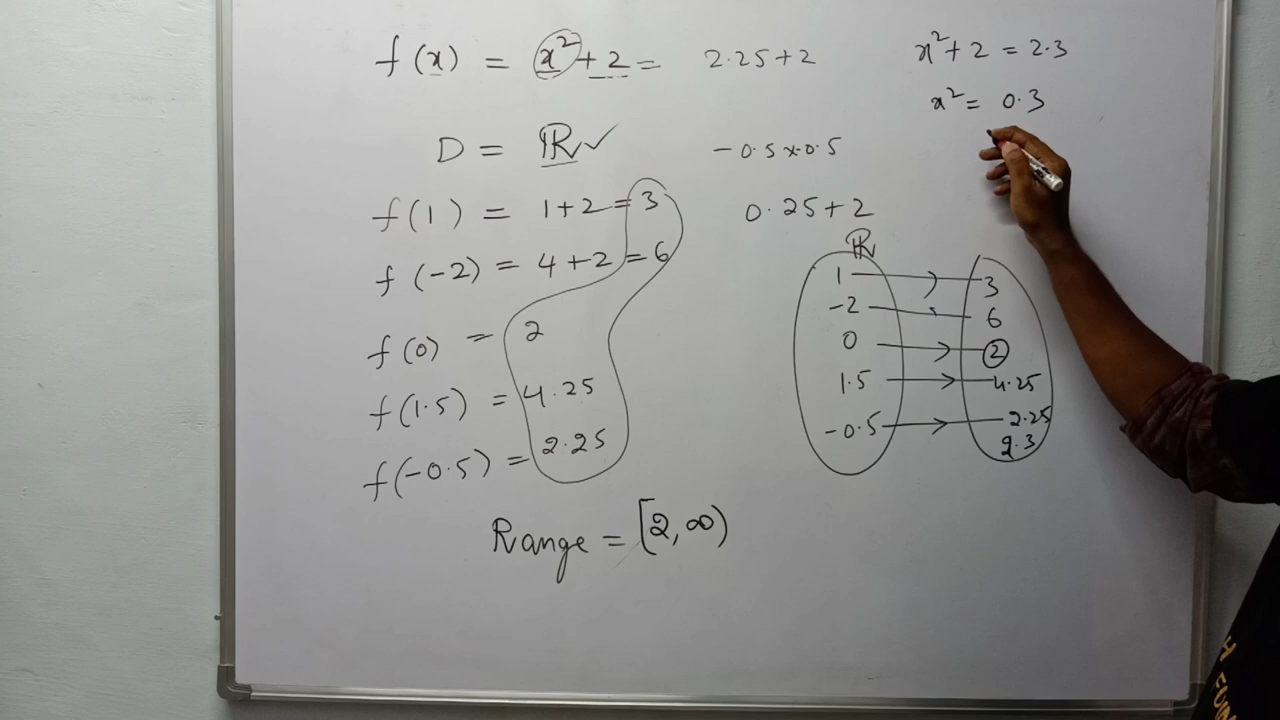 f(x) = x²+2 = 2.25+2
x²+2 = 2.3
x² = 0.3
D = ℝ✓
-0.5×0.5
f(1) = 1+2=3
0.25+2
f(-2) = 4+2=6
ℝ
1 3
-2 6
0 2
1.5 4.25
-0.5 2.25
2.3
f(0) = 2
f(1.5) = 4.25
f(-0.5) = 2.25
Range = [2,∞)